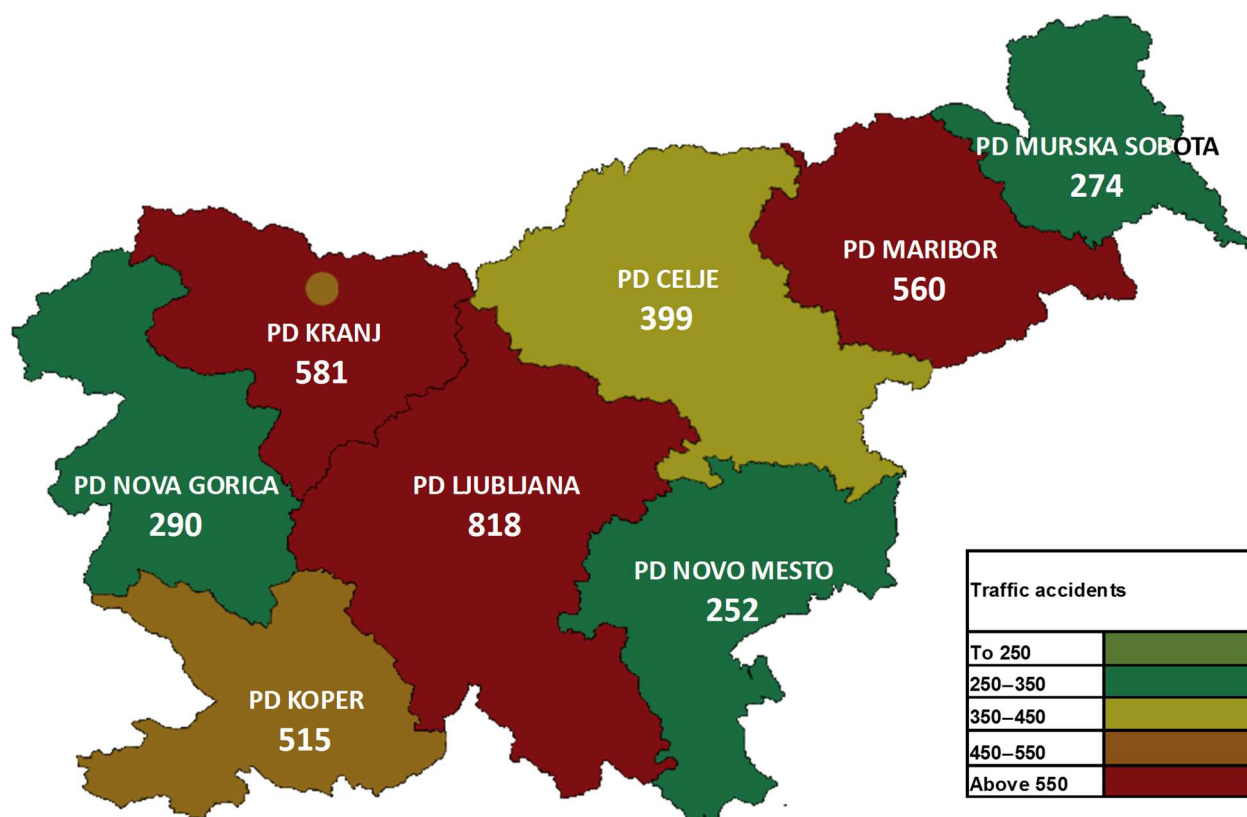 PD MURSKA SOBOTA
274
PD MARIBOR
560
PD CELJE
399
PD KRANJ
581
PD NOVA GORICA
290
PD LJUBLJANA
818
PD NOVO MESTO
252
PD KOPER
515
Traffic accidents
To 250
250–350
350–450
450–550
Above 550